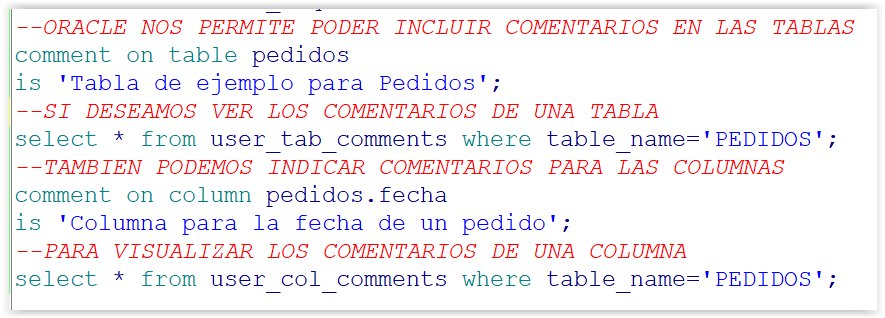 --ORACLE NOS PERMITE PODER INCLUIR COMENTARIOS EN LAS TABLAS
comment on table pedidos
is 'Tabla de ejemplo para Pedidos';
--SI DESEAMOS VER LOS COMENTARIOS DE UNA TABLA
select * from user_tab_comments where table_name='PEDIDOS';
--TAMBIEN PODEMOS INDICAR COMENTARIOS PARA LAS COLUMNAS
comment on column pedidos.fecha
is 'Columna para la fecha de un pedido';
--PARA VISUALIZAR LOS COMENTARIOS DE UNA COLUMNA
select * from user_col_comments where table_name='PEDIDOS';